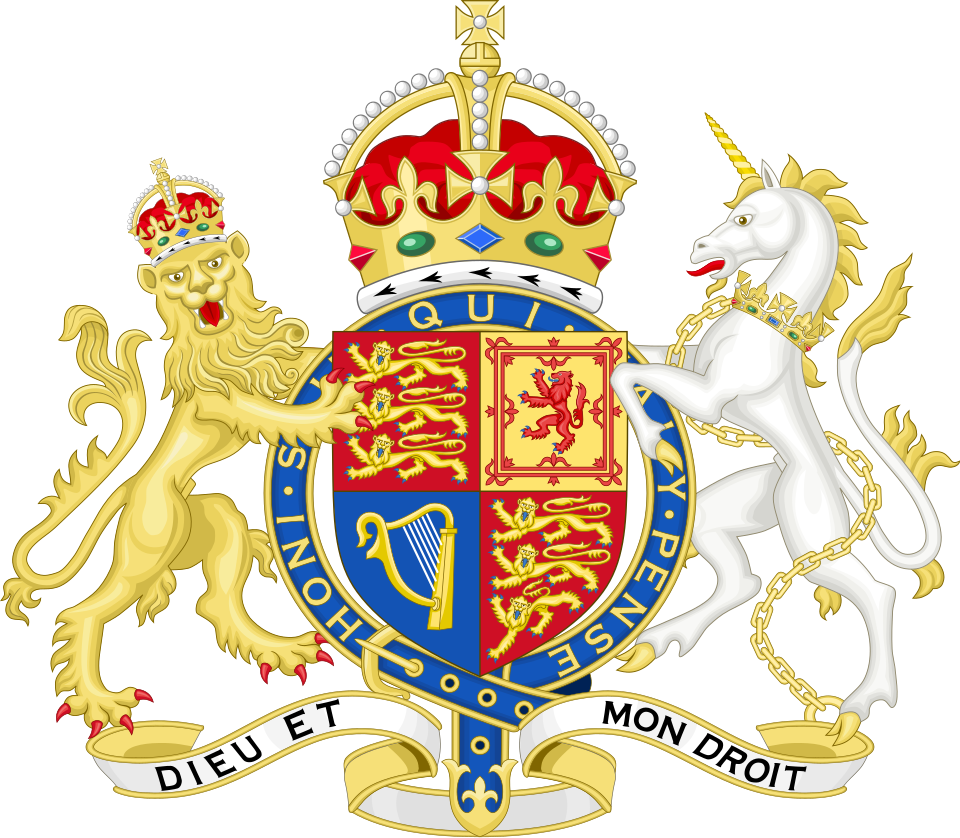 HONI · S
QUI ·
Y · PENSE
DIEU ET
MON DROIT